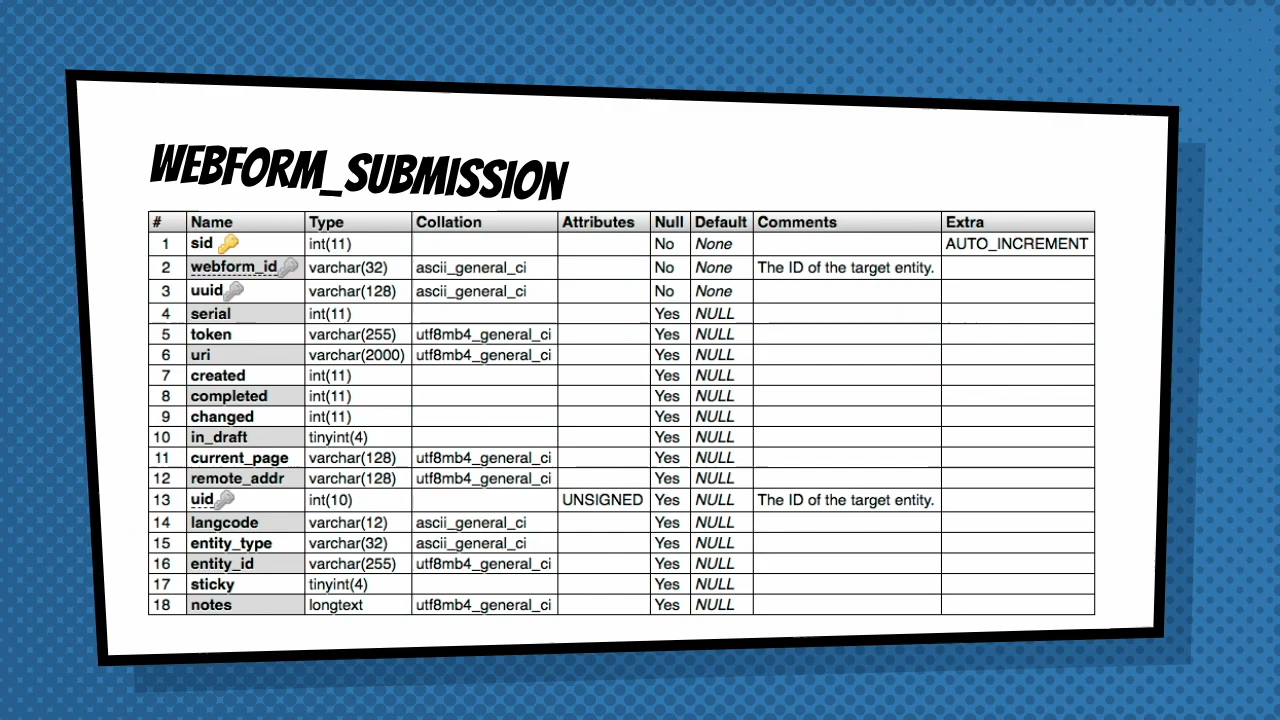 WEBFORM_SUBMISSION
# Name Type Collation Attributes Null Default Comments Extra
1 sid int(11) No None AUTO_INCREMENT
2 webform_id varchar(32) ascii_general_ci No None The ID of the target entity.
3 uuid varchar(128) ascii_general_ci No None
4 serial int(11) Yes NULL
5 token varchar(255) utf8mb4_general_ci Yes NULL
6 uri varchar(2000) utf8mb4_general_ci Yes NULL
7 created int(11) Yes NULL
8 completed int(11) Yes NULL
9 changed int(11) Yes NULL
10 in_draft tinyint(4) Yes NULL
11 current_page varchar(128) utf8mb4_general_ci Yes NULL
12 remote_addr varchar(128) utf8mb4_general_ci Yes NULL
13 uid int(10) UNSIGNED Yes NULL The ID of the target entity.
14 langcode varchar(12) ascii_general_ci Yes NULL
15 entity_type varchar(32) ascii_general_ci Yes NULL
16 entity_id varchar(255) utf8mb4_general_ci Yes NULL
17 sticky tinyint(4) Yes NULL
18 notes longtext utf8mb4_general_ci Yes NULL